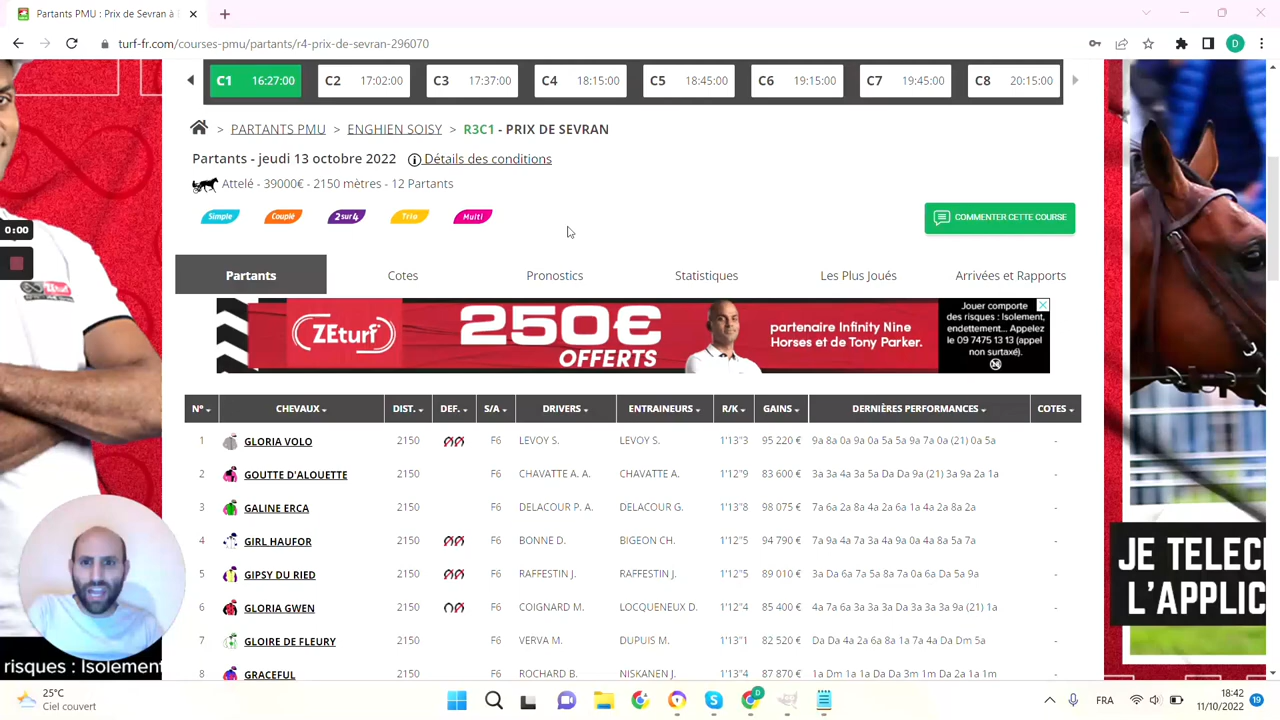 Partants PMU : Prix de Sevran à
turf-fr.com/courses-pmu/partants/r4-prix-de-sevran-296070
D
C1 16:27:00 C2 17:02:00 C3 17:37:00 C4 18:15:00 C5 18:45:00 C6 19:15:00 C7 19:45:00 C8 20:15:00
> PARTANTS PMU > ENGHIEN SOISY > R3C1 - PRIX DE SEVRAN
Partants - jeudi 13 octobre 2022 Détails des conditions
Attelé - 39000€ - 2150 mètres - 12 Partants
Simple Couplé 2sur4 Trio Multi
COMMENTER CETTE COURSE
0:00
Partants Cotes Pronostics Statistiques Les Plus Joués Arrivées et Rapports
ZEturf
250€
OFFERTS
partenaire Infinity Nine
Horses et de Tony Parker.
Jouer comporte
des risques : Isolement,
endettement... Appelez
le 09 7475 13 13 (appel
non surtaxé).
N° CHEVAUX DIST. DEF. S/A DRIVERS ENTRAINEURS R/K GAINS DERNIÈRES PERFORMANCES COTES
1 GLORIA VOLO 2150 F6 LEVOY S. LEVOY S. 1'13"3 95 220 € 9a 8a 0a 9a 0a 5a 5a 9a 7a 0a (21) 0a 5a -
2 GOUTTE D'ALOUETTE 2150 F6 CHAVATTE A. A. CHAVATTE A. 1'12"9 83 600 € 3a 3a 4a 3a 5a Da Da 9a (21) 3a 9a 2a 1a -
3 GALINE ERCA 2150 F6 DELACOUR P. A. DELACOUR G. 1'13"8 98 075 € 7a 6a 2a 8a 4a 2a 6a 1a 4a 2a 8a 2a -
4 GIRL HAUFOR 2150 F6 BONNE D. BIGEON CH. 1'12"5 94 790 € 7a 9a 4a 7a 3a 4a 9a 0a 4a 8a 5a 7a -
5 GIPSY DU RIED 2150 F6 RAFFESTIN J. RAFFESTIN J. 1'12"5 89 010 € 3a Da 6a 7a 5a 8a 7a 0a 6a Da 5a 9a -
6 GLORIA GWEN 2150 F6 COIGNARD M. LOCQUENEUX D. 1'12"4 85 400 € 4a 7a 6a 3a 3a 3a Da 3a 3a 3a 9a (21) 1a -
7 GLOIRE DE FLEURY 2150 F6 VERVA M. DUPUIS M. 1'13"1 82 520 € Da Da 4a 2a 6a 8a 1a 7a 4a Da Dm 5a -
8 GRACEFUL 2150 F6 ROCHARD B. NISKANEN J. 1'13"4 87 870 € 1a Dm 1a 1a Da Da 3m 1m Da 2a 1a 1m -
risques : Isolement
JE TELEC
L'APPLIC
25°C
Ciel couvert
D
FRA
18:42
11/10/2022
19